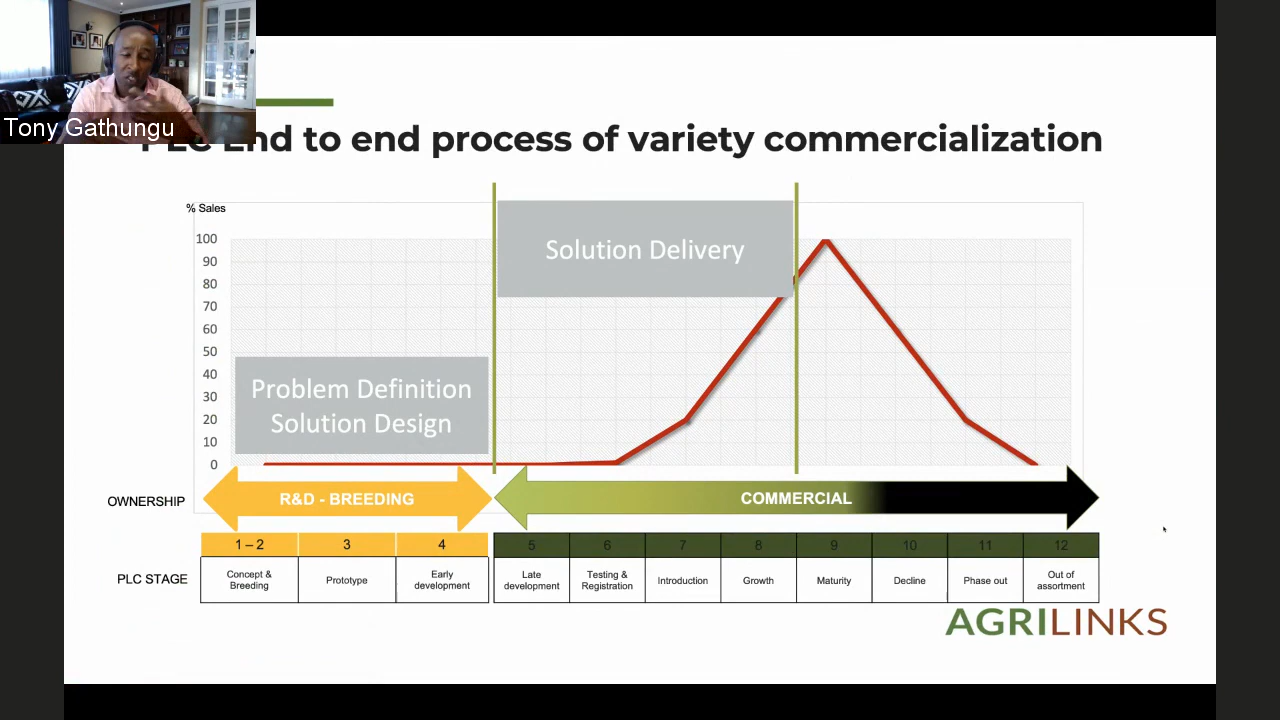 Tony Gathungu
End to end process of variety commercialization
% Sales
100
90
80
70
60
50
40
30
20
10
0
Solution Delivery
Problem Definition
Solution Design
OWNERSHIP
R&D - BREEDING
COMMERCIAL
1 – 2
3
4
5
6
7
8
9
10
11
12
PLC STAGE
Concept &
Breeding
Prototype
Early
development
Late
development
Testing &
Registration
Introduction
Growth
Maturity
Decline
Phase out
Out of
assortment
AGRILINKS